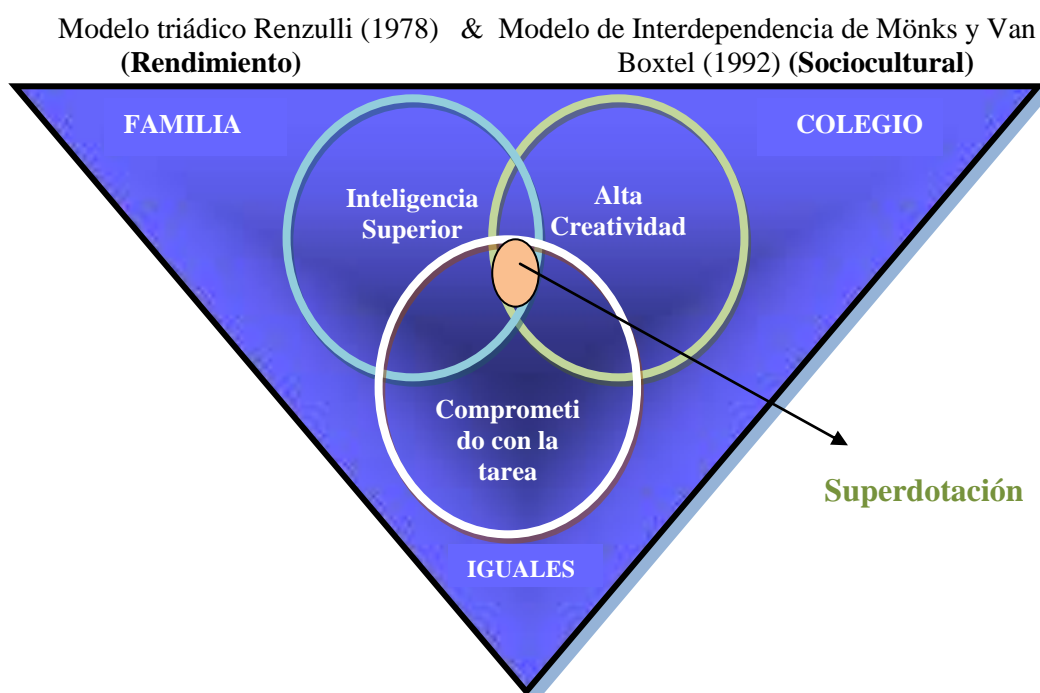 Modelo triádico Renzulli (1978) & Modelo de Interdependencia de Mönks y Van
(Rendimiento) Boxtel (1992) (Sociocultural)
FAMILIA
COLEGIO
Inteligencia
Superior
Alta
Creatividad
Comprometi
do con la
tarea
Superdotación
IGUALES